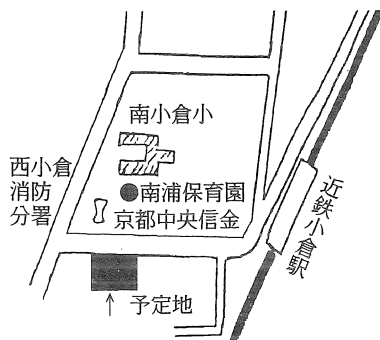 南小倉小
西小倉
消防
分署
南浦保育園
京都中央信金
近鉄小倉駅
予定地